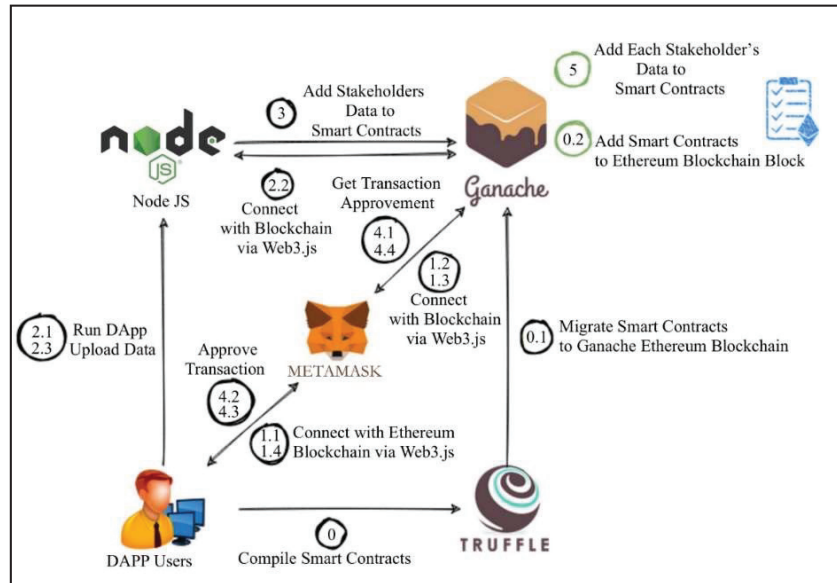 5
Add Each Stakeholder's
Data to
Smart Contracts
3
Add Stakeholders
Data to
Smart Contracts
node
JS
Node JS
0.2
Add Smart Contracts
to Ethereum Blockchain Block
Ganache
2.2
Connect
with Blockchain
via Web3.js
Get Transaction
Approvement
4.1
4.4
1.2
1.3
Connect
with Blockchain
via Web3.js
2.1
2.3
Run DApp
Upload Data
METAMASK
0.1
Migrate Smart Contracts
to Ganache Ethereum Blockchain
Approve
Transaction
4.2
4.3
1.1
1.4
Connect with Ethereum
Blockchain via Web3.js
DAPP Users
0
Compile Smart Contracts
TRUFFLE